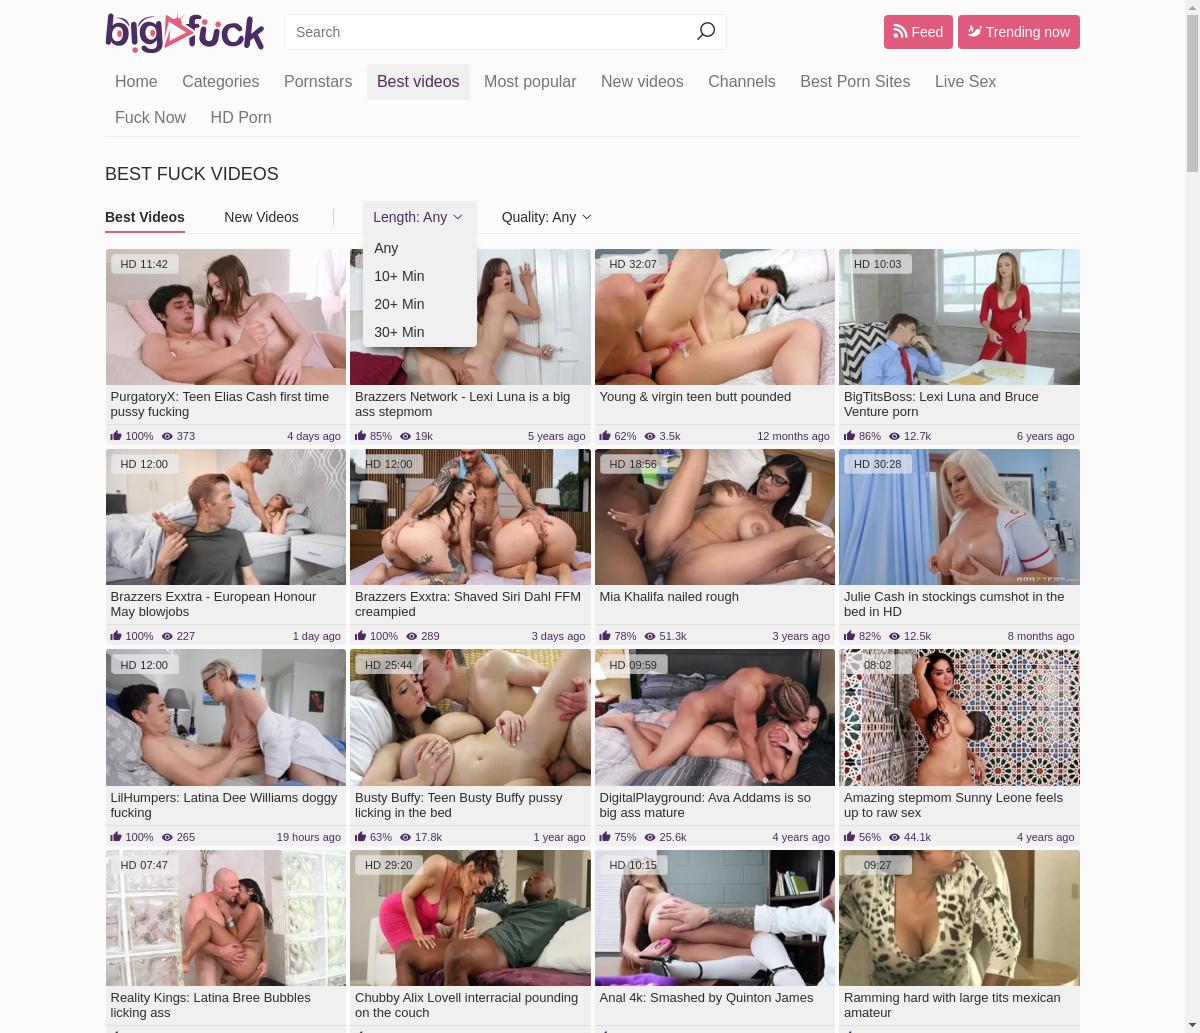 bigfuck
Search
Feed
Trending now
Home Categories Pornstars Best videos Most popular New videos Channels Best Porn Sites Live Sex
Fuck Now HD Porn
BEST FUCK VIDEOS
Best Videos New Videos Length: Any Quality: Any
Any
10+ Min
20+ Min
30+ Min
HD 11:42
HD 32:07
HD 10:03
PurgatoryX: Teen Elias Cash first time
pussy fucking
100% 373 4 days ago
Brazzers Network - Lexi Luna is a big
ass stepmom
85% 19k 5 years ago
Young & virgin teen butt pounded
62% 3.5k 12 months ago
BigTitsBoss: Lexi Luna and Bruce
Venture porn
86% 12.7k 6 years ago
HD 12:00
HD 12:00
HD 18:56
HD 30:28
BRAZZERS
Brazzers Exxtra - European Honour
May blowjobs
100% 227 1 day ago
Brazzers Exxtra: Shaved Siri Dahl FFM
creampied
100% 289 3 days ago
Mia Khalifa nailed rough
78% 51.3k 3 years ago
Julie Cash in stockings cumshot in the
bed in HD
82% 12.5k 8 months ago
HD 12:00
HD 25:44
HD 09:59
08:02
LilHumpers: Latina Dee Williams doggy
fucking
100% 265 19 hours ago
Busty Buffy: Teen Busty Buffy pussy
licking in the bed
63% 17.8k 1 year ago
DigitalPlayground: Ava Addams is so
big ass mature
75% 25.6k 4 years ago
Amazing stepmom Sunny Leone feels
up to raw sex
56% 44.1k 4 years ago
HD 07:47
HD 29:20
HD 10:15
09:27
Reality Kings: Latina Bree Bubbles
licking ass
Chubby Alix Lovell interracial pounding
on the couch
Anal 4k: Smashed by Quinton James
Ramming hard with large tits mexican
amateur